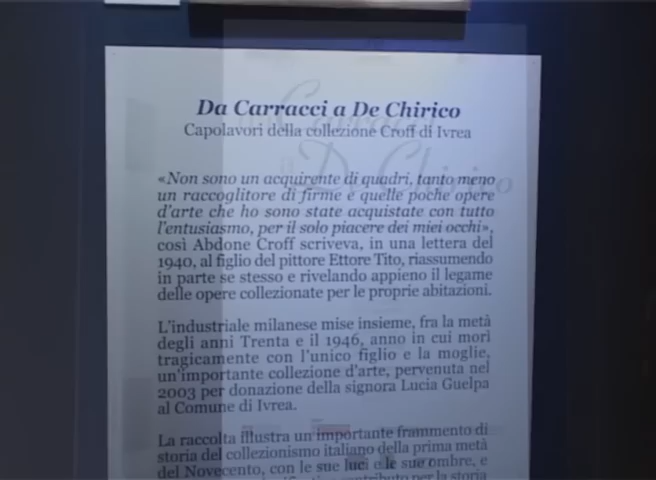 Da Carracci a De Chirico
Capolavori della collezione Croff di Ivrea
«Non sono un acquirente di quadri, tanto meno
un raccoglitore di firme e quelle poche opere
d'arte che ho sono state acquistate con tutto
l'entusiasmo, per il solo piacere dei miei occhi»,
così Abdone Croff scriveva, in una lettera del
1940, al figlio del pittore Ettore Tito, riassumendo
in parte se stesso e rivelando appieno il legame
delle opere collezionate per le proprie abitazioni.
L'industriale milanese mise insieme, fra la metà
degli anni Trenta e il 1946, anno in cui morì
tragicamente con l'unico figlio e la moglie,
un'importante collezione d'arte, pervenuta nel
2003 per donazione della signora Lucia Guelpa
al Comune di Ivrea.
La raccolta illustra un importante frammento di
storia del collezionismo italiano della prima metà
del Novecento, con le sue luci e le sue ombre, e
contributo per la storia
Carracci
De Chirico